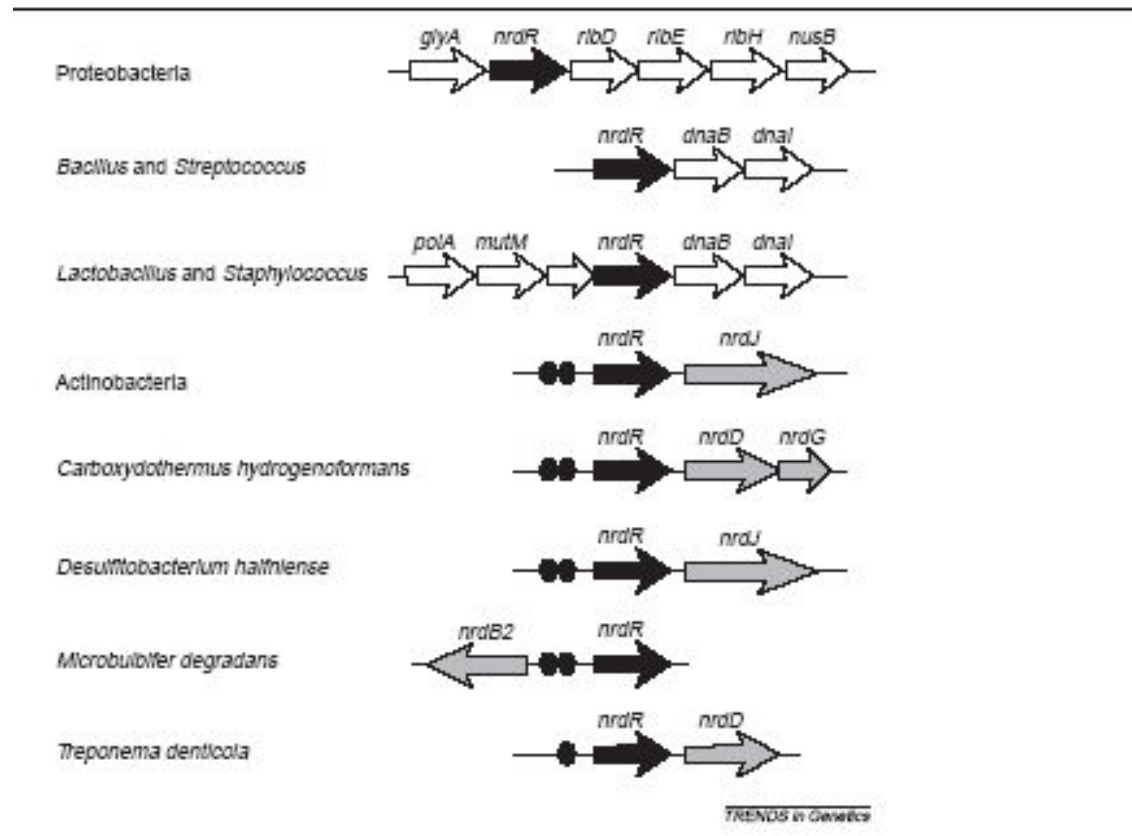 glyA nrdR ribD ribE ribH nusB
Proteobacteria
nrdR dnaB dnaI
Bacillus and Streptococcus
polA mutM nrdR dnaB dnaI
Lactobacillus and Staphylococcus
nrdR nrdJ
Actinobacteria
nrdR nrdD nrdG
Carboxydothermus hydrogenoformans
nrdR nrdJ
Desulfitobacterium halfniense
nrdB2 nrdR
Microbulbifer degradans
nrdR nrdD
Treponema denticola
TRENDS in Genetics